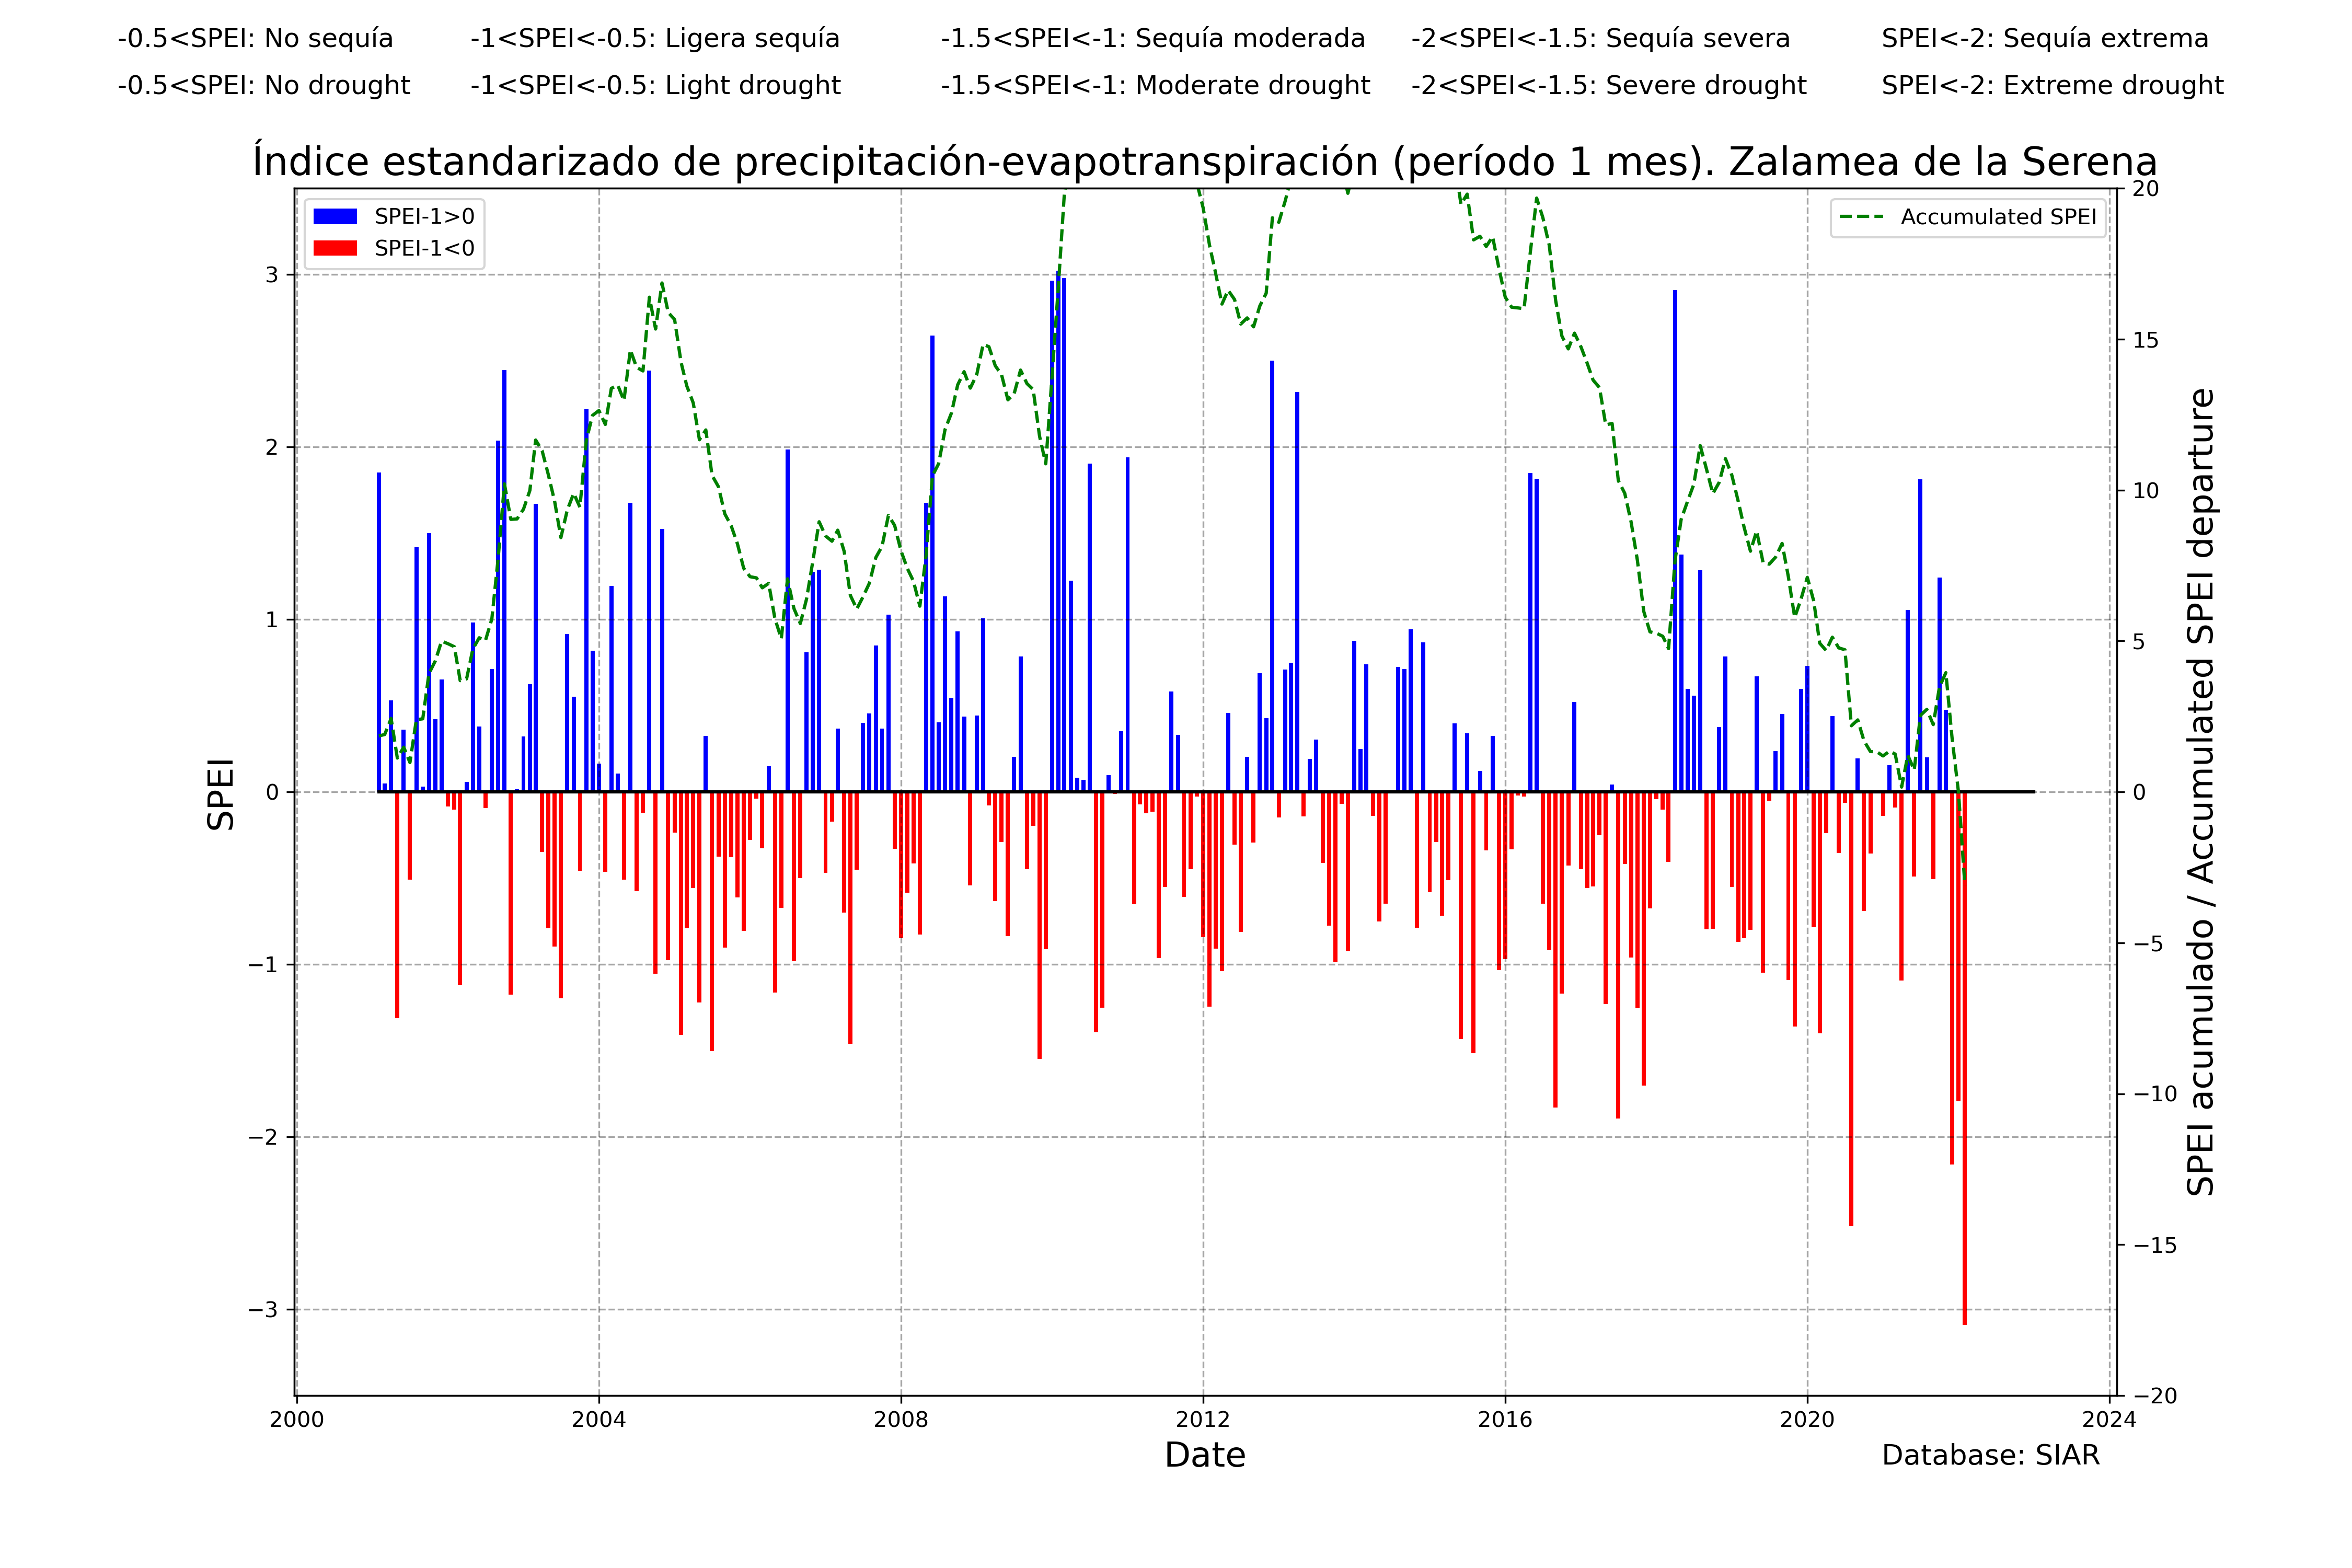 -0.5<SPEI: No sequía
-1<SPEI<-0.5: Ligera sequía
-1.5<SPEI<-1: Sequía moderada
-2<SPEI<-1.5: Sequía severa
SPEI<-2: Sequía extrema
-0.5<SPEI: No drought
-1<SPEI<-0.5: Light drought
-1.5<SPEI<-1: Moderate drought
-2<SPEI<-1.5: Severe drought
SPEI<-2: Extreme drought
Índice estandarizado de precipitación-evapotranspiración (período 1 mes). Zalamea de la Serena
SPEI-1>0
SPEI-1<0
Accumulated SPEI
SPEI
3
2
1
0
−1
−2
−3
20
15
10
5
0
−5
−10
−15
−20
SPEI acumulado / Accumulated SPEI departure
2000
2004
2008
2012
2016
2020
2024
Date
Database: SIAR